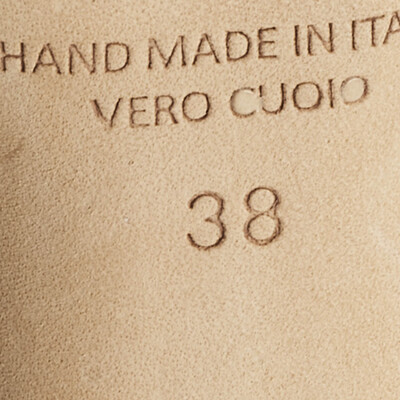 HAND MADE IN ITA
VERO CUOIO
38